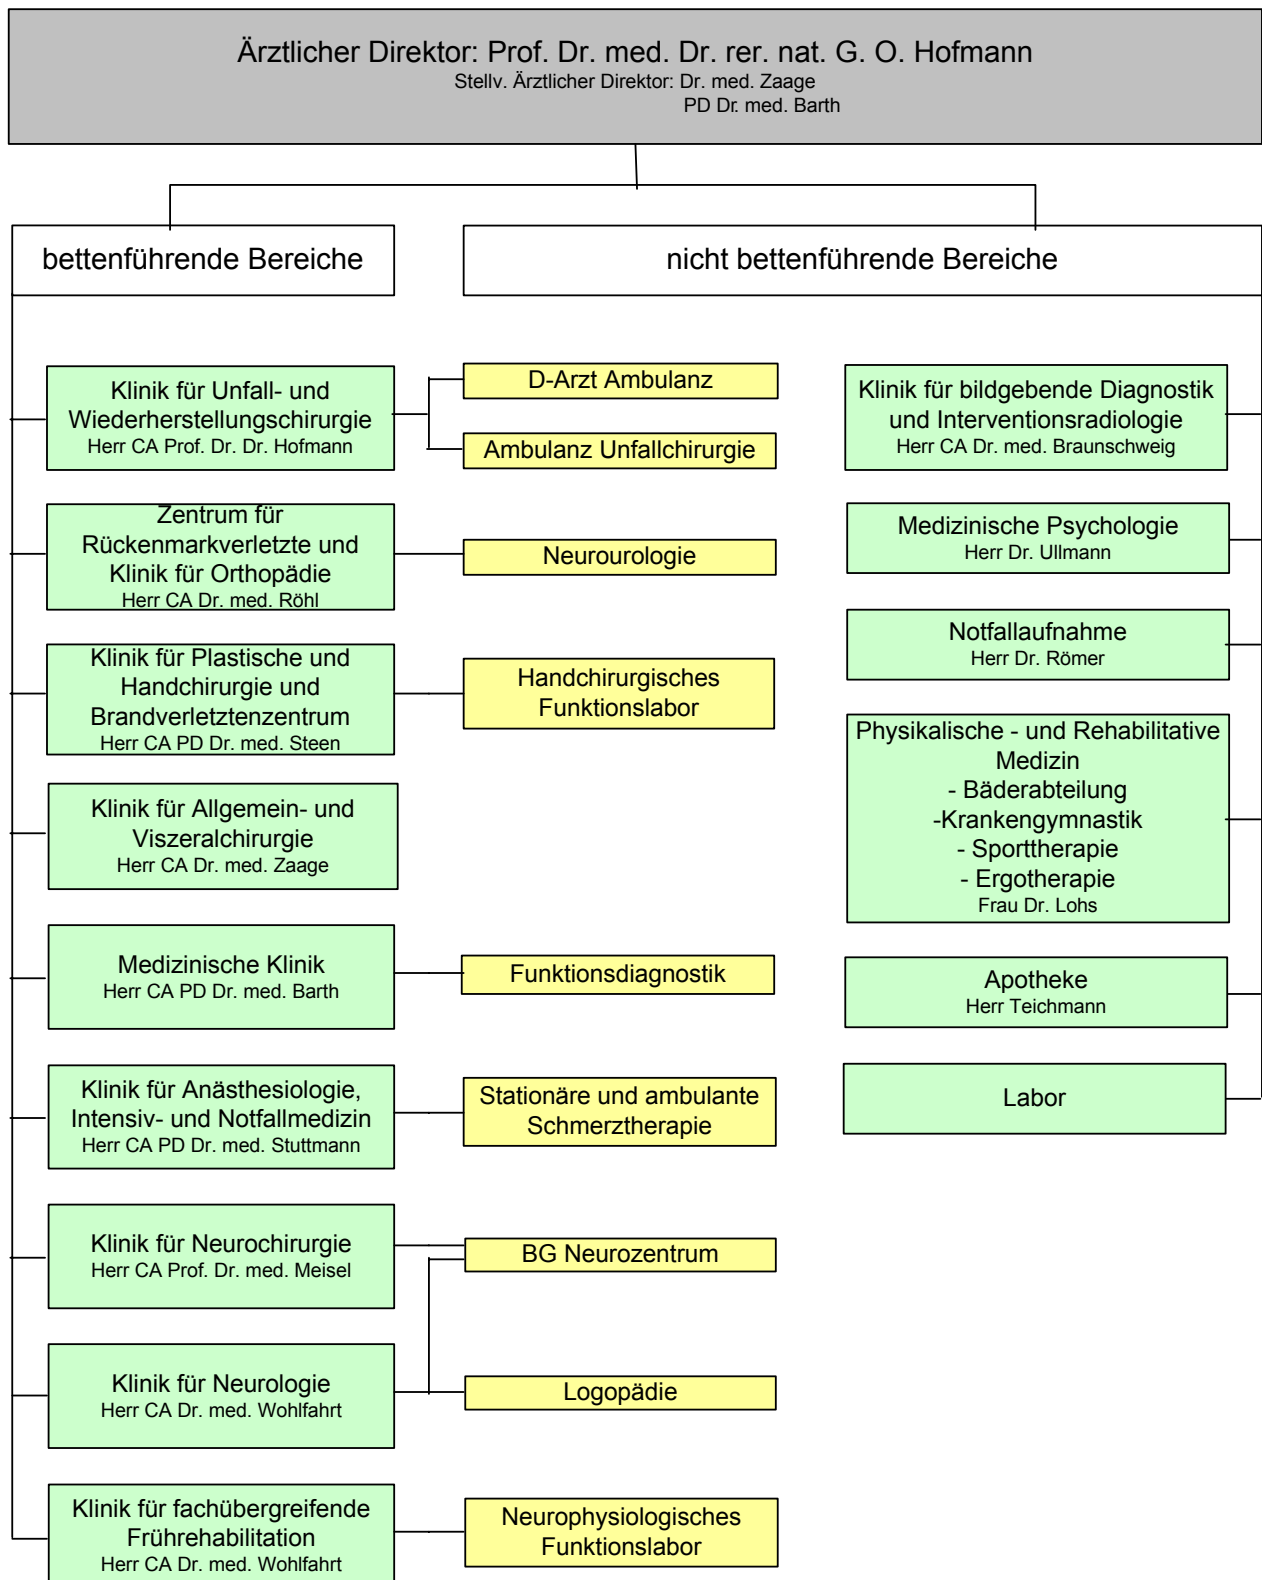 Ärztlicher Direktor: Prof. Dr. med. Dr. rer. nat. G. O. Hofmann
Stellv. Ärztlicher Direktor: Dr. med. Zaage
PD Dr. med. Barth
bettenführende Bereiche
nicht bettenführende Bereiche
Klinik für Unfall- und
Wiederherstellungschirurgie
Herr CA Prof. Dr. Dr. Hofmann
D-Arzt Ambulanz
Ambulanz Unfallchirurgie
Zentrum für
Rückenmarkverletzte und
Klinik für Orthopädie
Herr CA Dr. med. Röhl
Neurourologie
Klinik für Plastische und
Handchirurgie und
Brandverletztenzentrum
Herr CA PD Dr. med. Steen
Handchirurgisches
Funktionslabor
Klinik für Allgemein- und
Viszeralchirurgie
Herr CA Dr. med. Zaage
Medizinische Klinik
Herr CA PD Dr. med. Barth
Funktionsdiagnostik
Klinik für Anästhesiologie,
Intensiv- und Notfallmedizin
Herr CA PD Dr. med. Stuttmann
Stationäre und ambulante
Schmerztherapie
Klinik für Neurochirurgie
Herr CA Prof. Dr. med. Meisel
BG Neurozentrum
Klinik für Neurologie
Herr CA Dr. med. Wohlfahrt
Logopädie
Klinik für fachübergreifende
Frührehabilitation
Herr CA Dr. med. Wohlfahrt
Neurophysiologisches
Funktionslabor
Klinik für bildgebende Diagnostik
und Interventionsradiologie
Herr CA Dr. med. Braunschweig
Medizinische Psychologie
Herr Dr. Ullmann
Notfallaufnahme
Herr Dr. Römer
Physikalische - und Rehabilitative
Medizin
- Bäderabteilung
-Krankengymnastik
- Sporttherapie
- Ergotherapie
Frau Dr. Lohs
Apotheke
Herr Teichmann
Labor